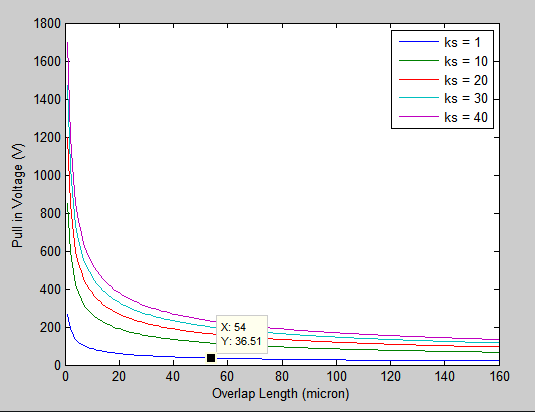 1800
1600
1400
1200
1000
800
600
400
200
0
Pull in Voltage (V)
ks = 1
ks = 10
ks = 20
ks = 30
ks = 40
X: 54
Y: 36.51
0 20 40 60 80 100 120 140 160
Overlap Length (micron)